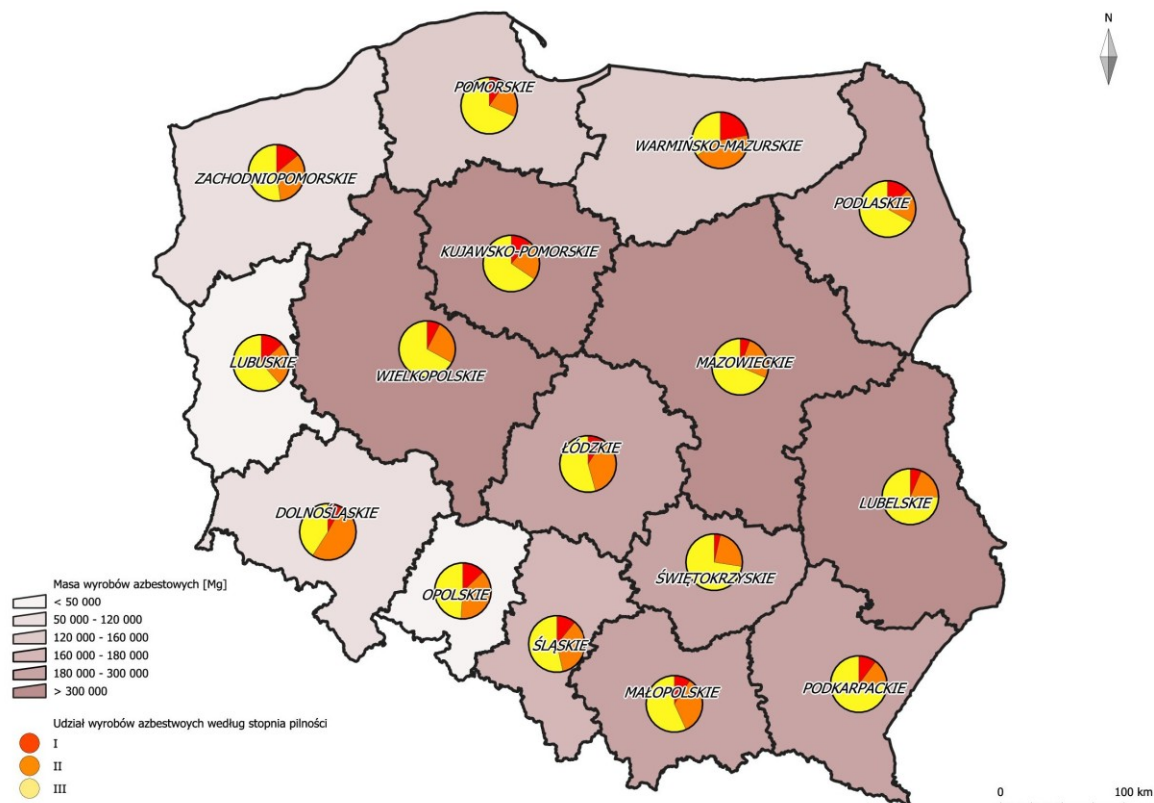 N
POMORSKIE
WARMIŃSKO-MAZURSKIE
ZACHODNIOPOMORSKIE
PODLASKIE
KUJAWSKO-POMORSKIE
LUBUSKIE
WIELKOPOLSKIE
MAZOWIECKIE
ŁÓDZKIE
LUBELSKIE
DOLNOŚLĄSKIE
ŚWIĘTOKRZYSKIE
OPOLSKIE
ŚLĄSKIE
MAŁOPOLSKIE
PODKARPACKIE
Masa wyrobów azbestowych [Mg]
< 50 000
50 000 - 120 000
120 000 - 160 000
160 000 - 180 000
180 000 - 300 000
> 300 000
Udział wyrobów azbestwoych według stopnia pilności
I
II
III
0 100 km